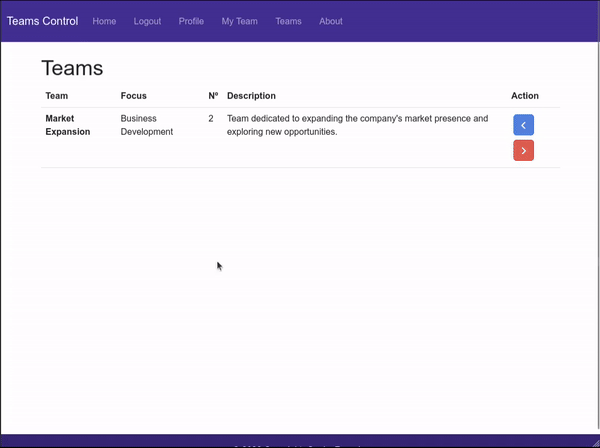 Teams Control Home Logout Profile My Team Teams About
Teams
Team Focus Nº Description Action
Market Business 2 Team dedicated to expanding the company's market presence and
Expansion Development exploring new opportunities.